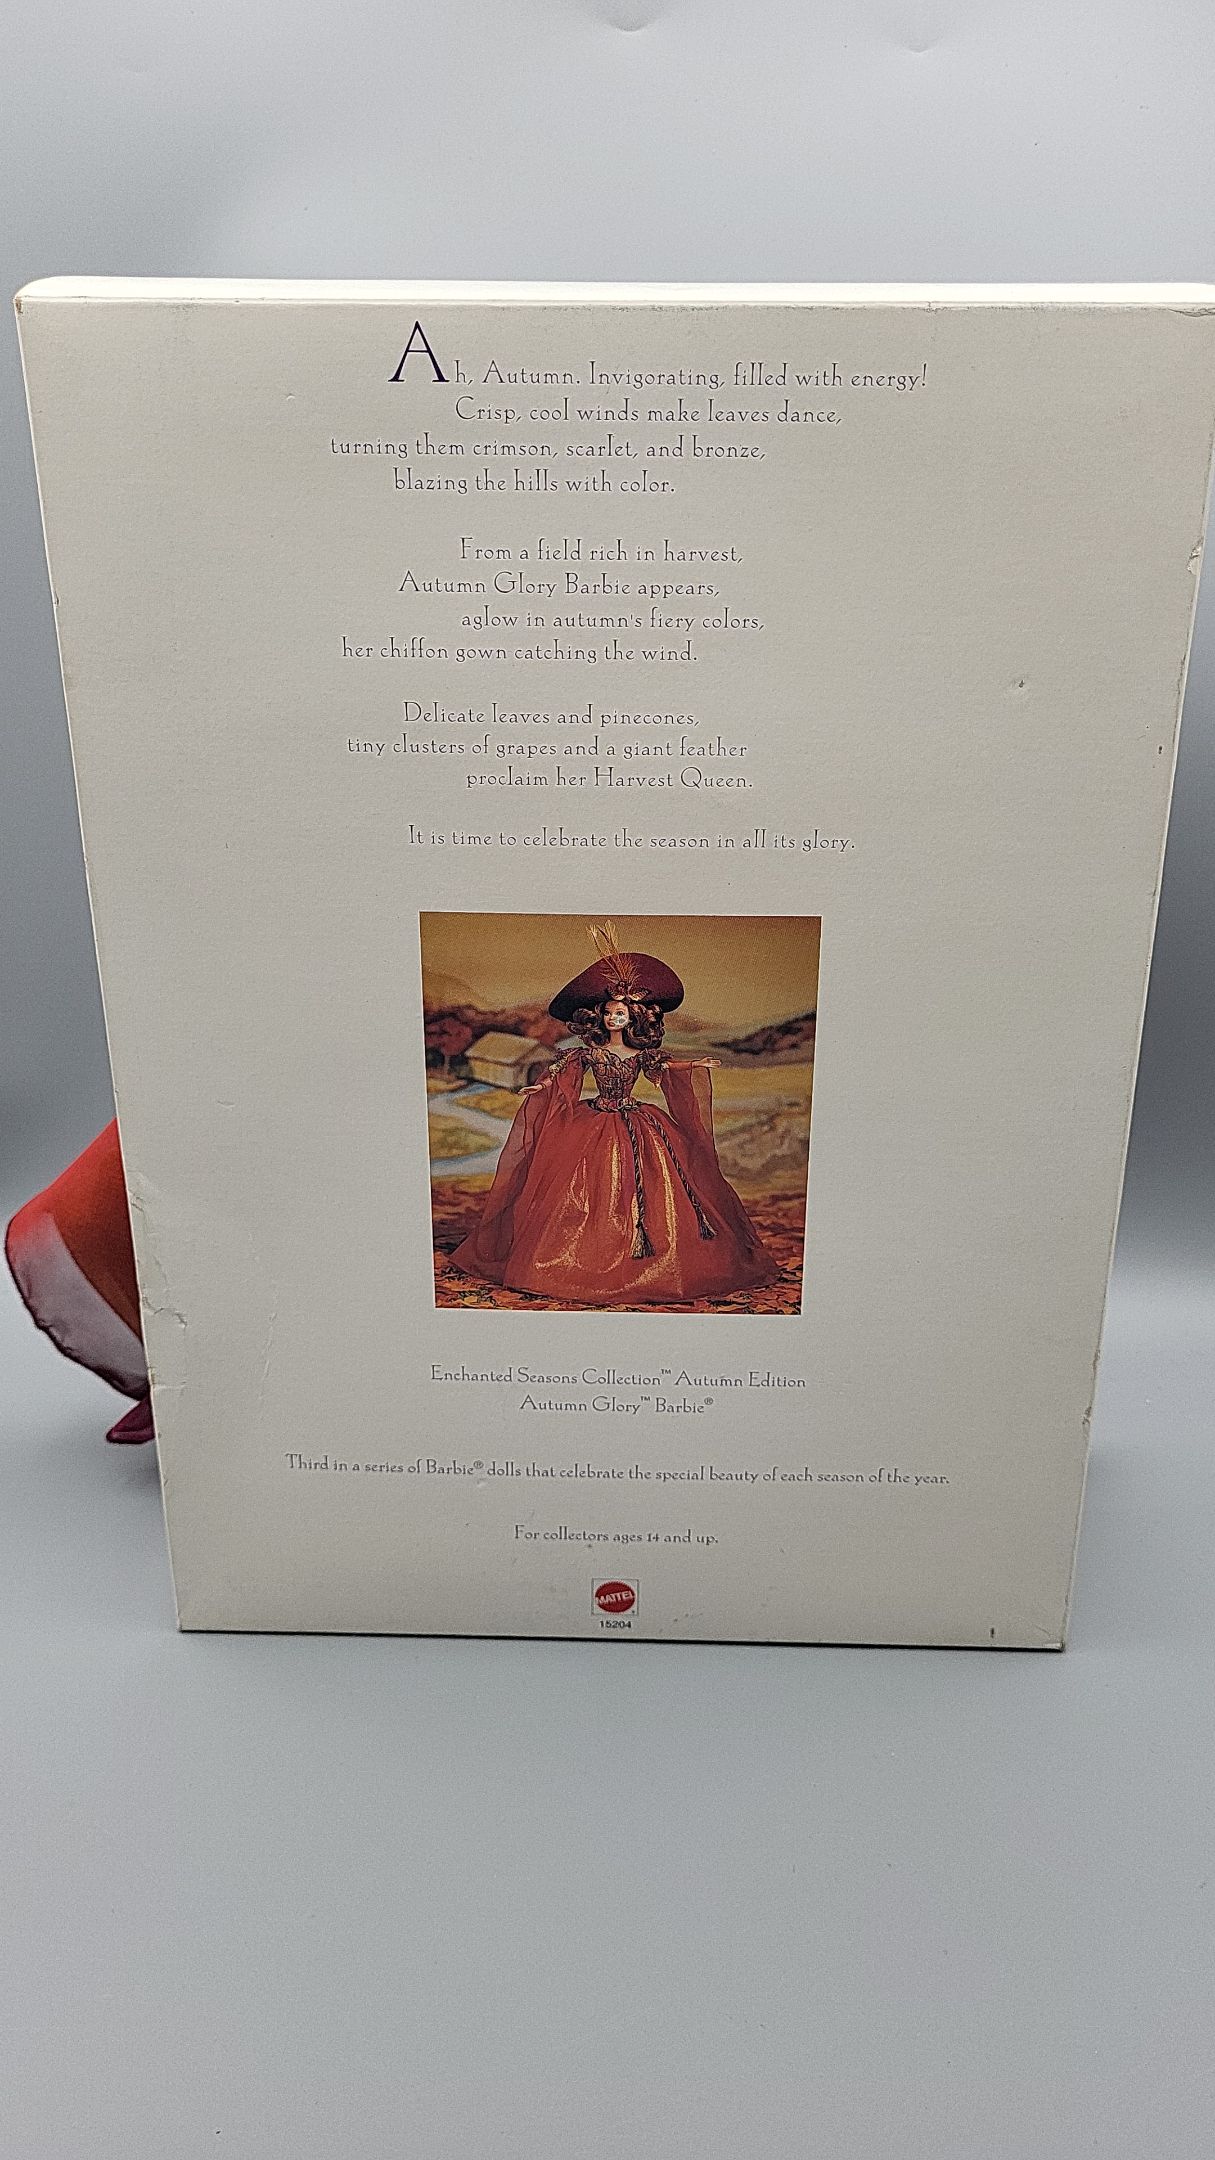 Ah, Autumn. Invigorating, filled with energy!
Crisp, cool winds make leaves dance,
turning them crimson, scarlet, and bronze,
blazing the hills with color.
From a field rich in harvest,
Autumn Glory Barbie appears,
aglow in autumn's fiery colors,
her chiffon gown catching the wind.
Delicate leaves and pinecones,
tiny clusters of grapes and a giant feather
proclaim her Harvest Queen.
It is time to celebrate the season in all its glory.
Enchanted Seasons Collection™ Autumn Edition
Autumn Glory™ Barbie®
Third in a series of Barbie® dolls that celebrate the special beauty of each season of the year.
For collectors ages 14 and up.
MATTEL
15204